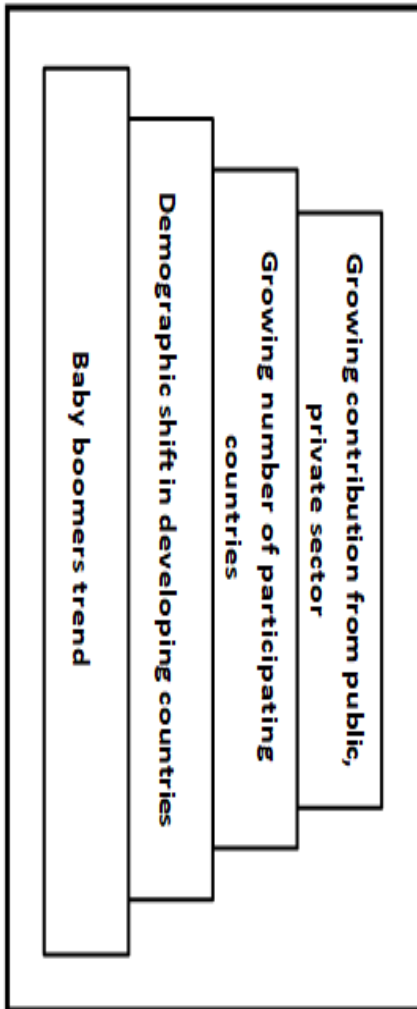 Growing contribution from public,
private sector
Growing number of participating
countries
Demographic shift in developing countries
Baby boomers trend